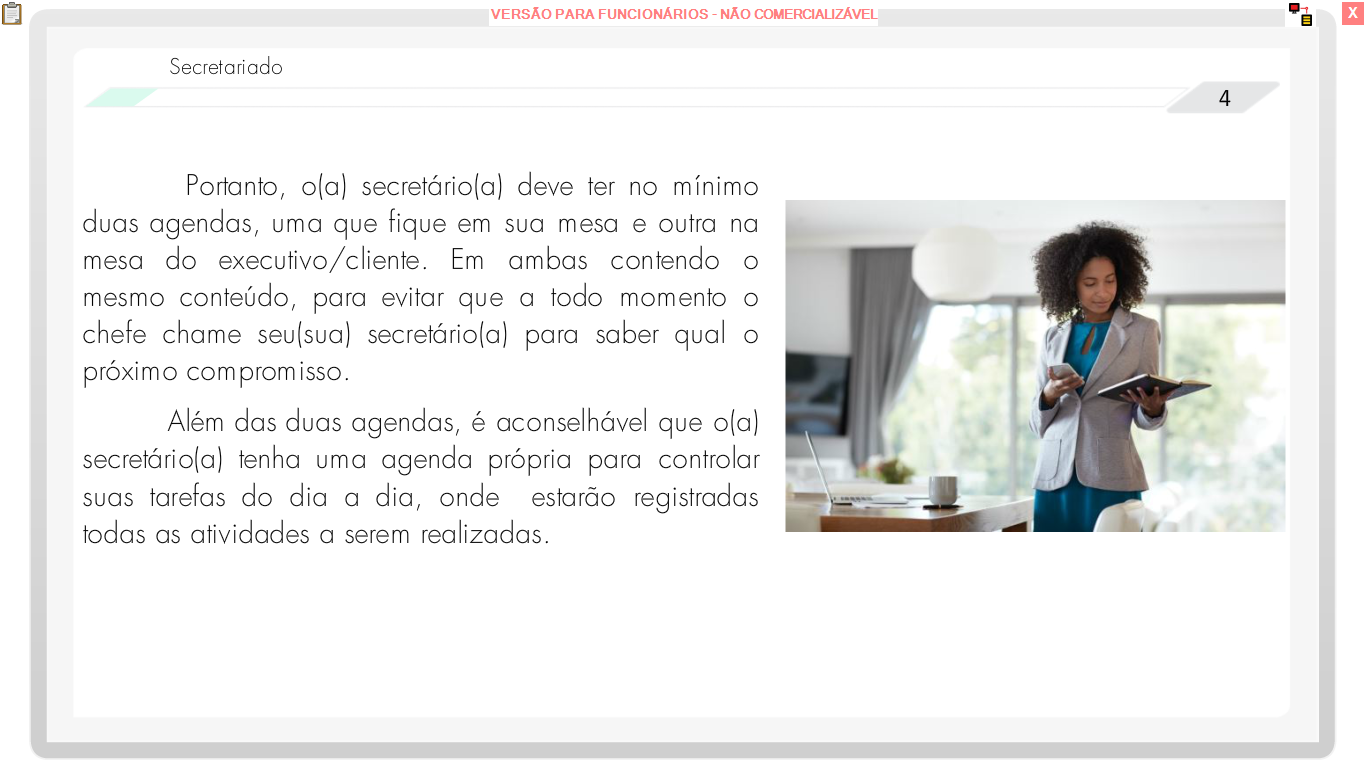 VERSÃO PARA FUNCIONÁRIOS - NÃO COMERCIALIZÁVEL
X
Secretariado
4
Portanto, o(a) secretário(a) deve ter no mínimo
duas agendas, uma que fique em sua mesa e outra na
mesa do executivo/cliente. Em ambas contendo o
mesmo conteúdo, para evitar que a todo momento o
chefe chame seu(sua) secretário(a) para saber qual o
próximo compromisso.
Além das duas agendas, é aconselhável que o(a)
secretário(a) tenha uma agenda própria para controlar
suas tarefas do dia a dia, onde estarão registradas
todas as atividades a serem realizadas.